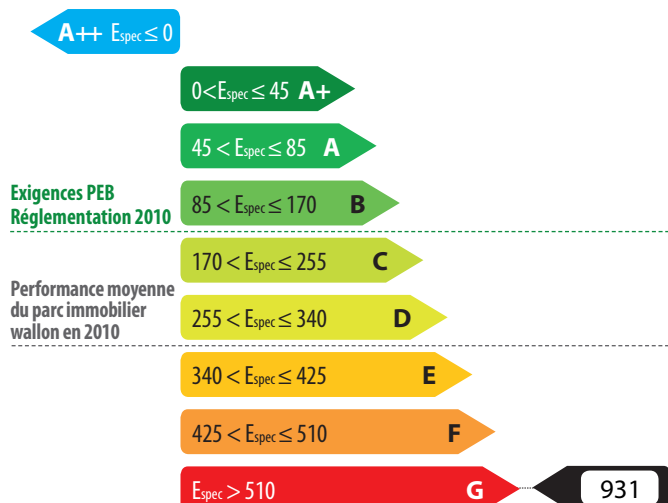 A++ Espec ≤ 0
0<Espec ≤ 45 A+
45 < Espec ≤ 85 A
Exigences PEB
Réglementation 2010
85 < Espec ≤ 170 B
170 < Espec ≤ 255 C
Performance moyenne
du parc immobilier
wallon en 2010
255 < Espec ≤ 340 D
340 < Espec ≤ 425 E
425 < Espec ≤ 510 F
Espec > 510 G 931